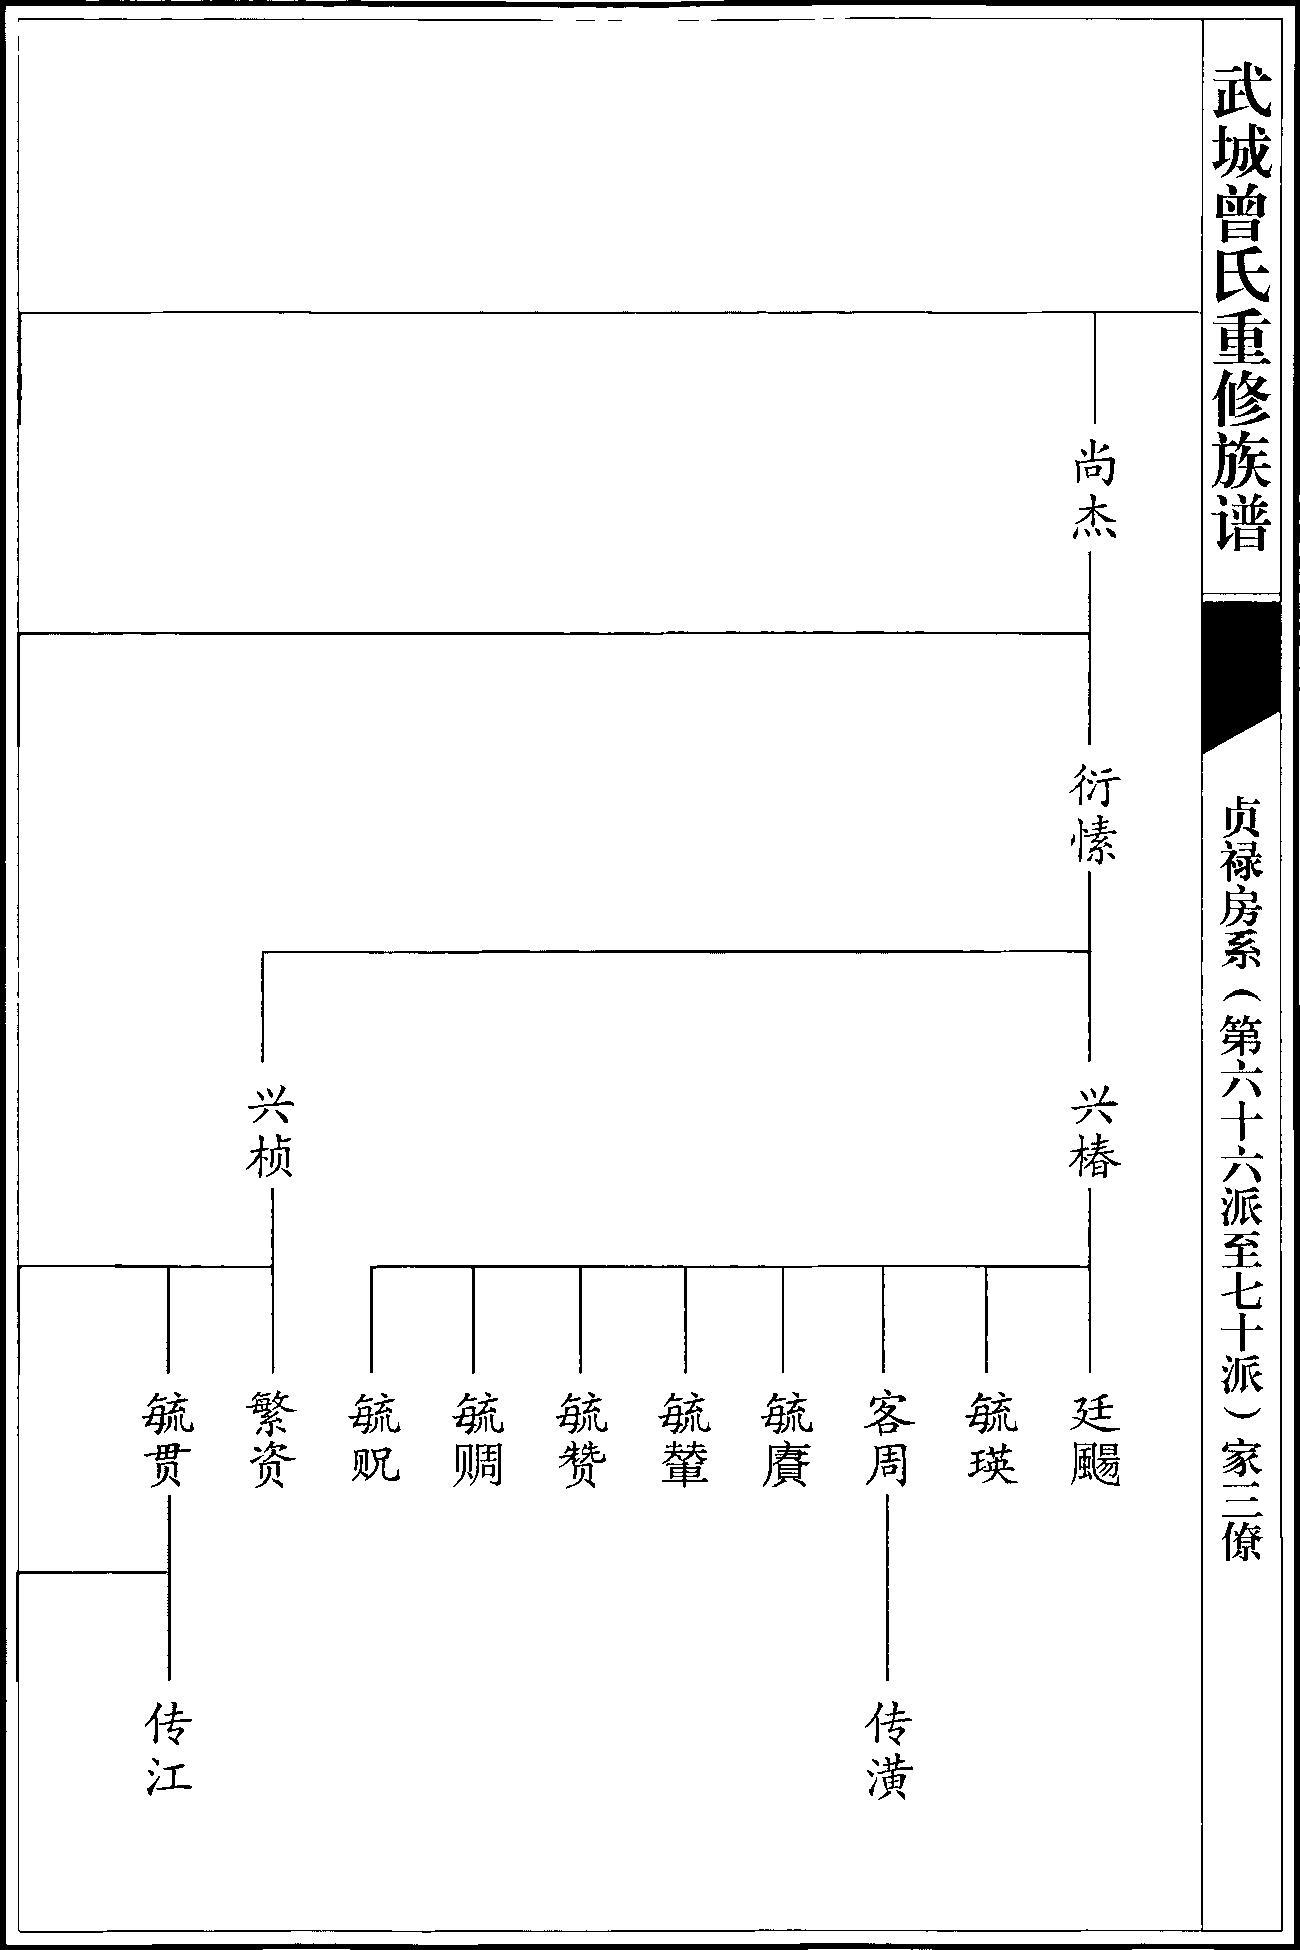 武城曾氏重修族谱
贞禄房系（第六十六派至七十派）家三僚
尚杰
衍愫
兴椿
兴桢
廷颺
毓瑛
客周
毓賡
毓輦
毓赞
毓赒
毓贶
繁资
毓贯
传潢
传江